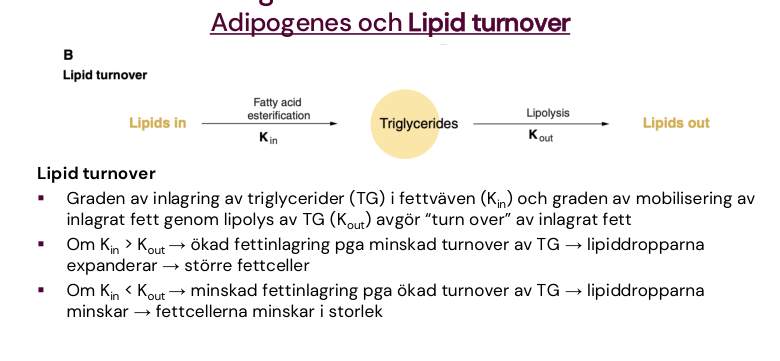 Adipogenes och Lipid turnover
B
Lipid turnover
Lipids in
Fatty acid
esterification
Kin
Triglycerides
Lipolysis
Kout
Lipids out
Lipid turnover
▪ Graden av inlagring av triglycerider (TG) i fettväven (Kin) och graden av mobilisering av
inlagrat fett genom lipolys av TG (Kout) avgör “turn over” av inlagrat fett
▪ Om Kin > Kout → ökad fettinlagring pga minskad turnover av TG → lipiddropparna
expanderar → större fettceller
▪ Om Kin < Kout → minskad fettinlagring pga ökad turnover av TG → lipiddropparna
minskar → fettcellerna minskar i storlek